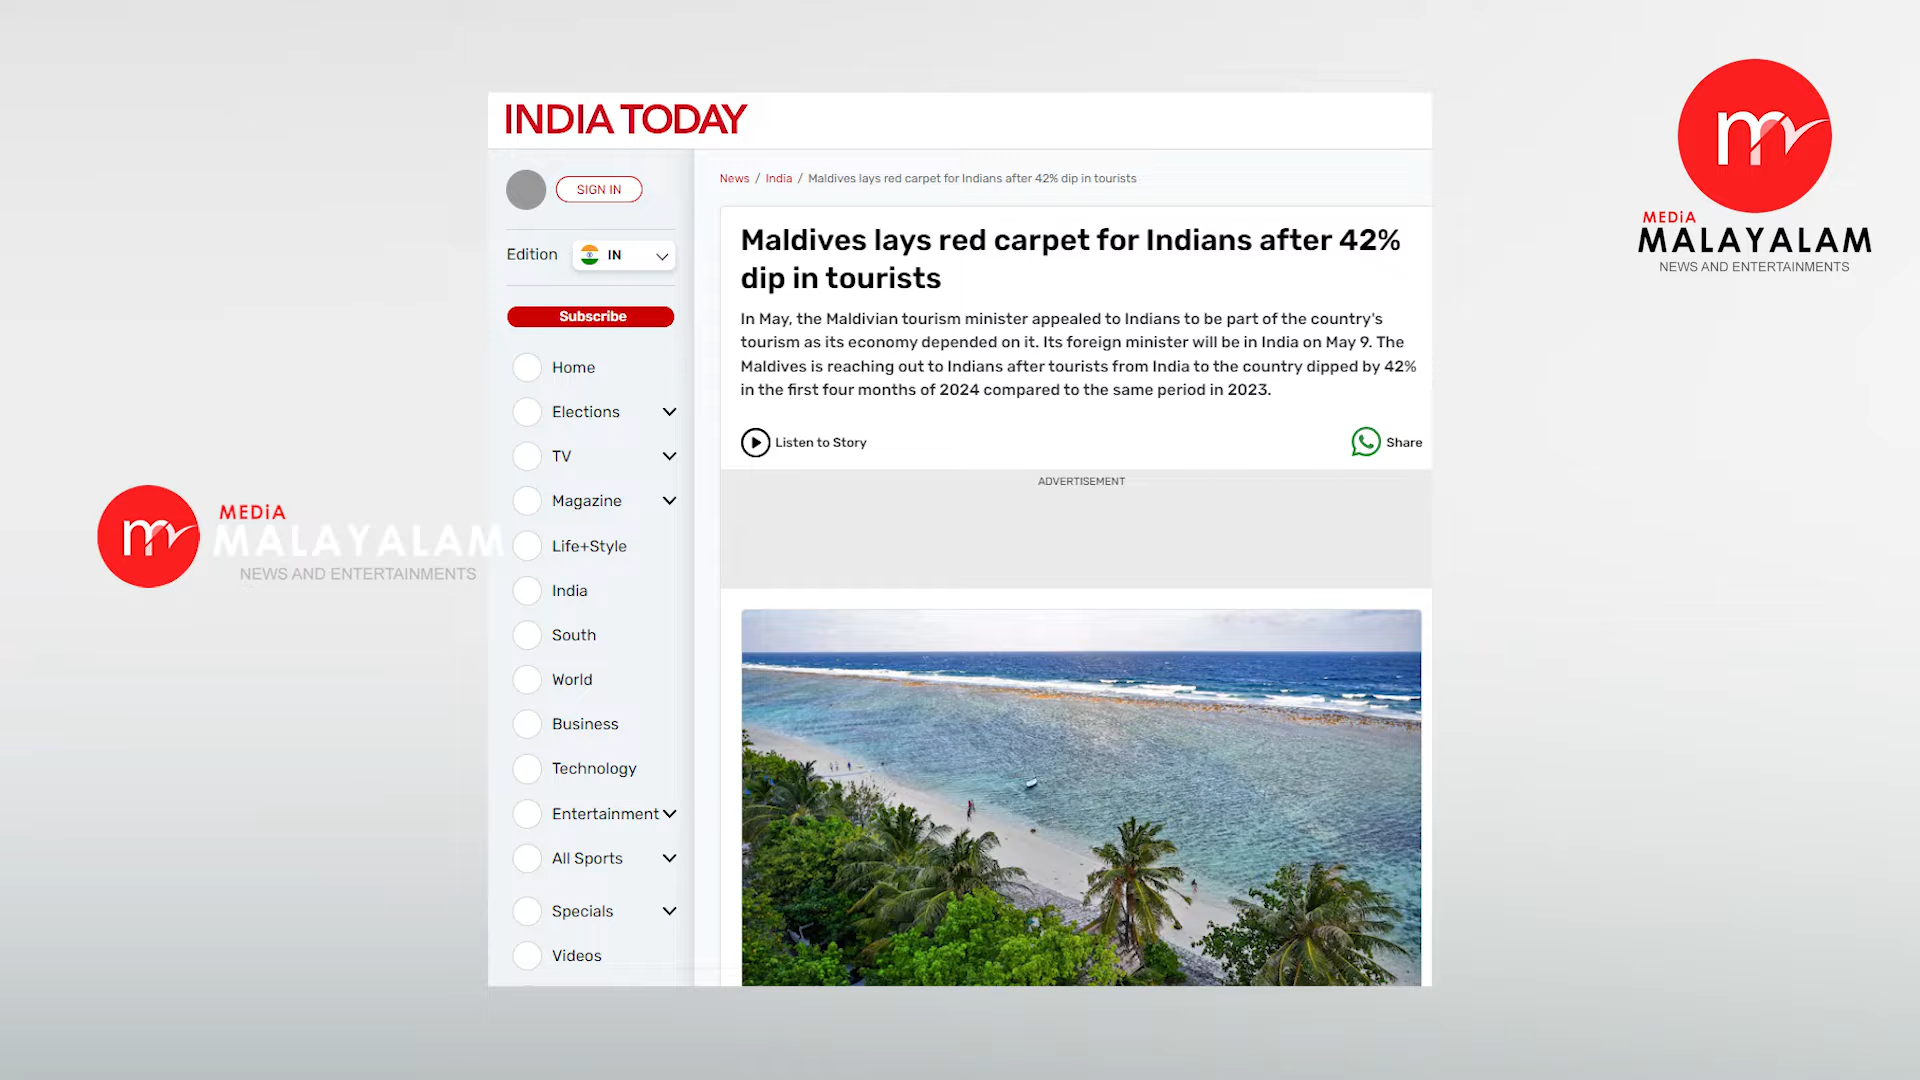 INDIA TODAY
SIGN IN
Edition
IN
Subscribe
Home
Elections
TV
Magazine
Life+Style
India
South
World
Business
Technology
Entertainment
All Sports
Specials
Videos
News / India / Maldives lays red carpet for Indians after 42% dip in tourists
Maldives lays red carpet for Indians after 42%
dip in tourists
In May, the Maldivian tourism minister appealed to Indians to be part of the country's
tourism as its economy depended on it. Its foreign minister will be in India on May 9. The
Maldives is reaching out to Indians after tourists from India to the country dipped by 42%
in the first four months of 2024 compared to the same period in 2023.
Listen to Story
Share
ADVERTISEMENT
MEDiA
MALAYALAM
NEWS AND ENTERTAINMENTS
MEDiA
MALAYALAM
NEWS AND ENTERTAINMENTS